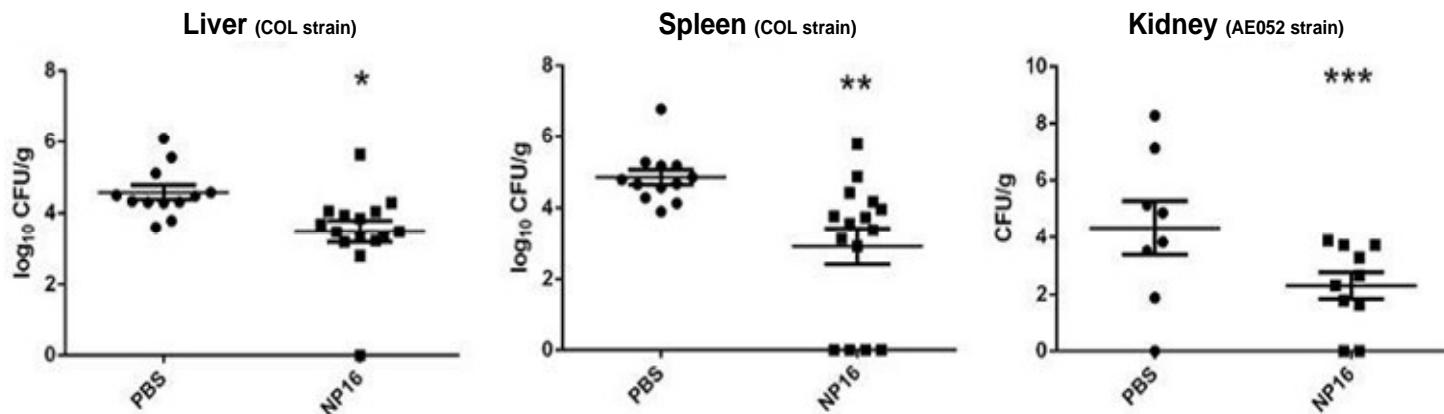 Liver (COL strain)
8
6
4
2
0
log₁₀ CFU/g
*
PBS
NP16
Spleen (COL strain)
8
6
4
2
0
log₁₀ CFU/g
**
PBS
NP16
Kidney (AE052 strain)
10
8
6
4
2
0
CFU/g
***
PBS
NP16